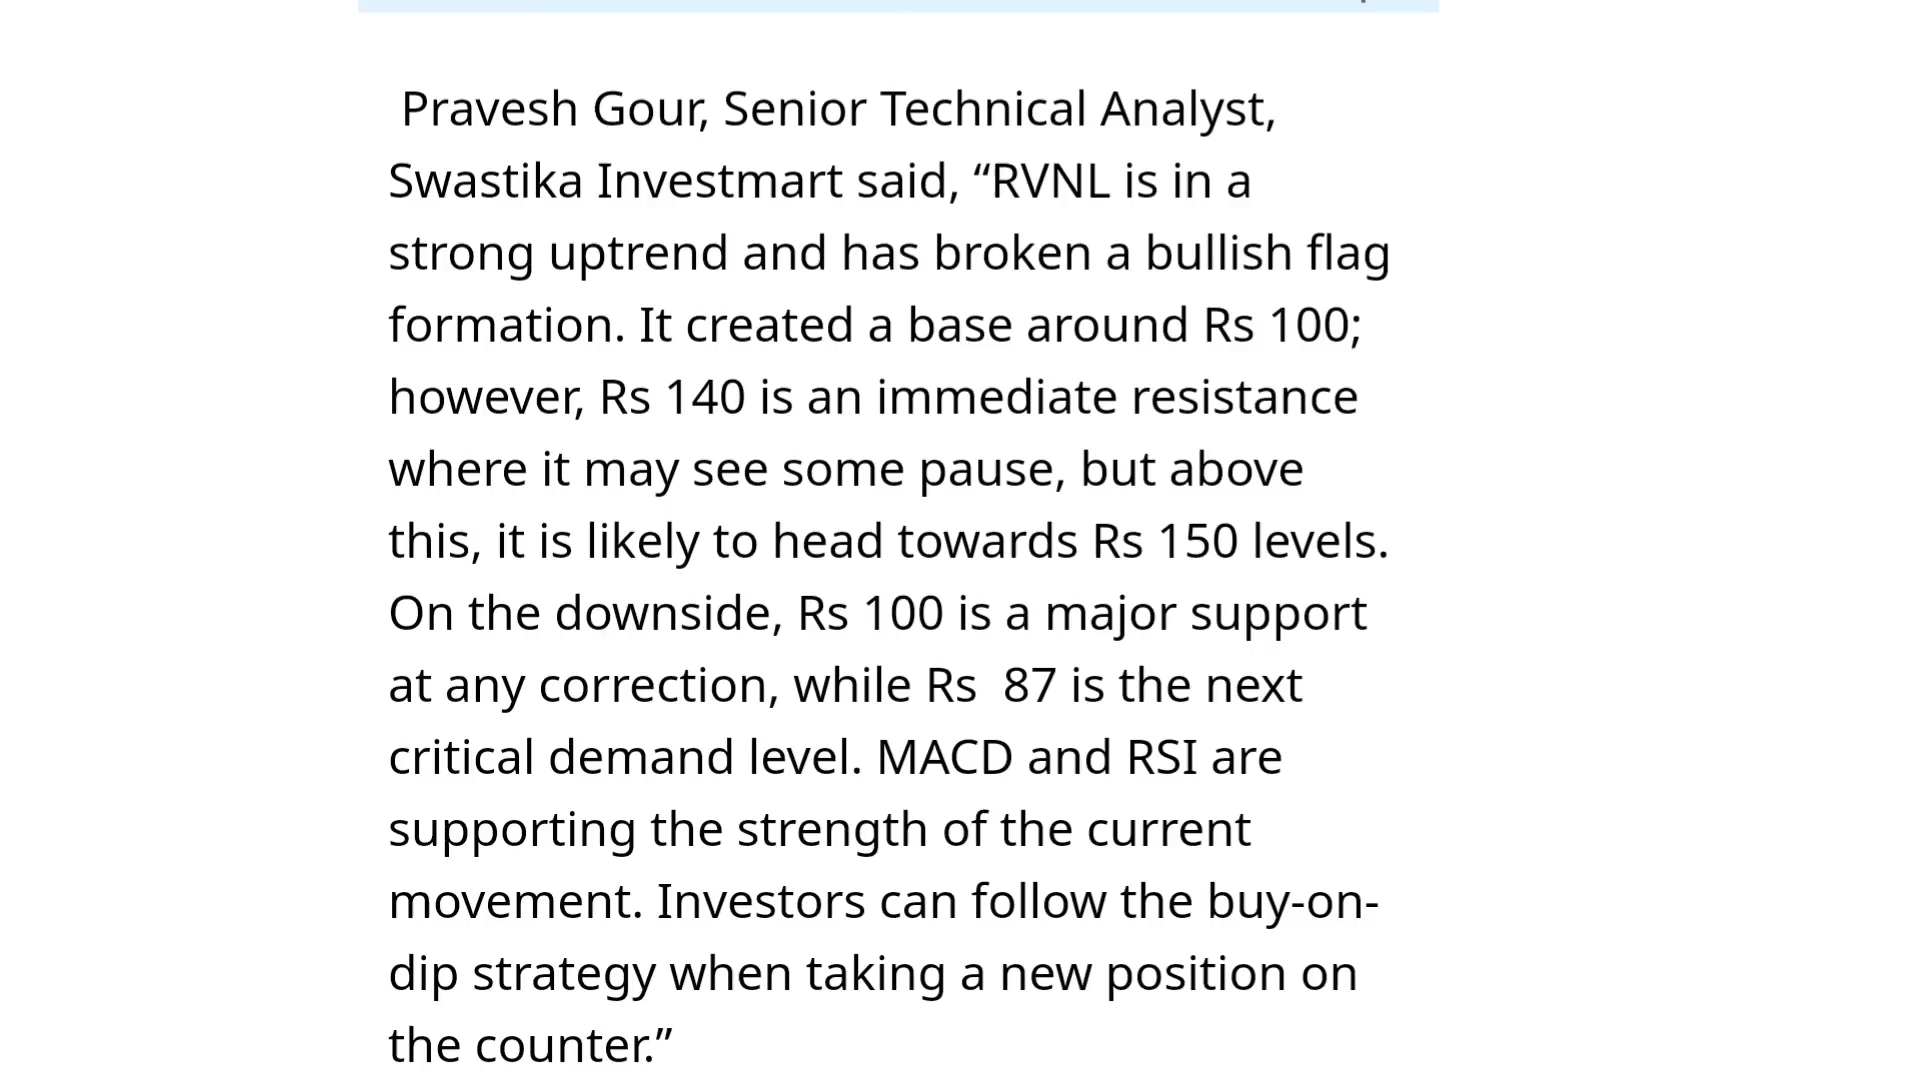 Pravesh Gour, Senior Technical Analyst,
Swastika Investmart said, “RVNL is in a
strong uptrend and has broken a bullish flag
formation. It created a base around Rs 100;
however, Rs 140 is an immediate resistance
where it may see some pause, but above
this, it is likely to head towards Rs 150 levels.
On the downside, Rs 100 is a major support
at any correction, while Rs  87 is the next
critical demand level. MACD and RSI are
supporting the strength of the current
movement. Investors can follow the buy-on-
dip strategy when taking a new position on
the counter.”